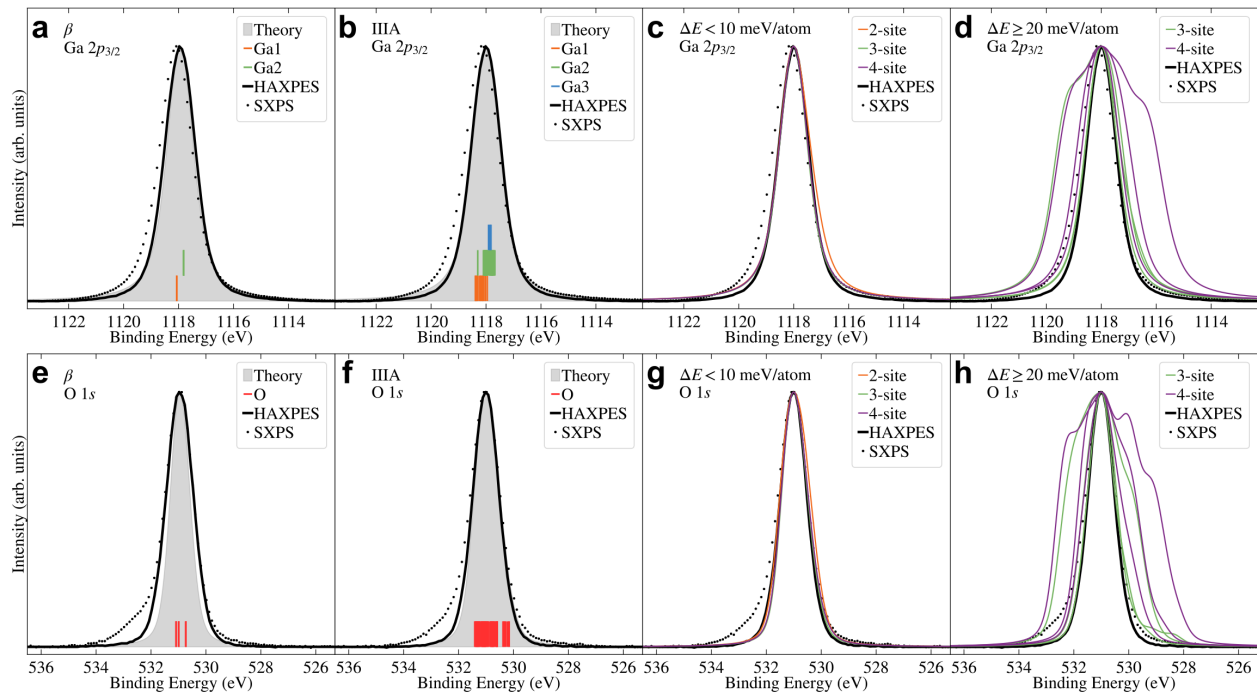 a
β
Ga 2p3/2
Theory
Ga1
Ga2
HAXPES
SXPS
b
IIIA
Ga 2p3/2
Theory
Ga1
Ga2
Ga3
HAXPES
SXPS
c
ΔE < 10 meV/atom
Ga 2p3/2
2-site
3-site
4-site
HAXPES
SXPS
d
ΔE ≥ 20 meV/atom
Ga 2p3/2
3-site
4-site
HAXPES
SXPS
Intensity (arb. units)
1122 1120 1118 1116 1114
1122 1120 1118 1116 1114
1122 1120 1118 1116 1114
1122 1120 1118 1116 1114
Binding Energy (eV)
Binding Energy (eV)
Binding Energy (eV)
Binding Energy (eV)
e
β
O 1s
Theory
O
HAXPES
SXPS
f
IIIA
O 1s
Theory
O
HAXPES
SXPS
g
ΔE < 10 meV/atom
O 1s
2-site
3-site
4-site
HAXPES
SXPS
h
ΔE ≥ 20 meV/atom
O 1s
3-site
4-site
HAXPES
SXPS
Intensity (arb. units)
536 534 532 530 528 526
536 534 532 530 528 526
536 534 532 530 528 526
536 534 532 530 528 526
Binding Energy (eV)
Binding Energy (eV)
Binding Energy (eV)
Binding Energy (eV)